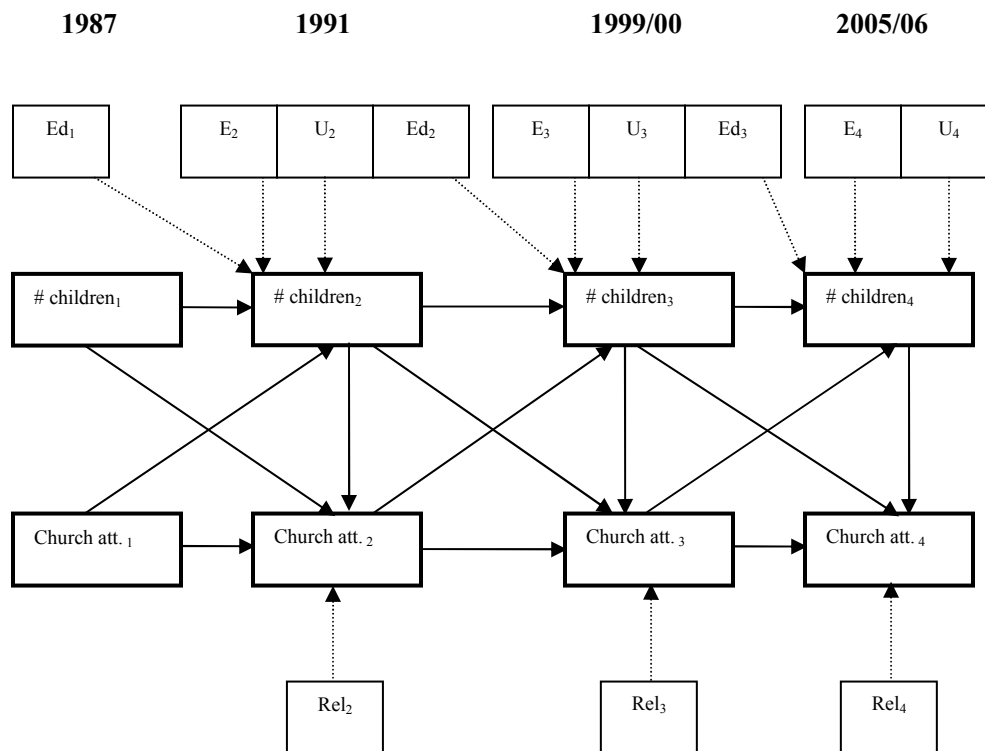 1987 1991 1999/00 2005/06
Ed₁ E₂ U₂ Ed₂ E₃ U₃ Ed₃ E₄ U₄
# children₁ # children₂ # children₃ # children₄
Church att. ₁ Church att. ₂ Church att. ₃ Church att. ₄
Rel₂ Rel₃ Rel₄